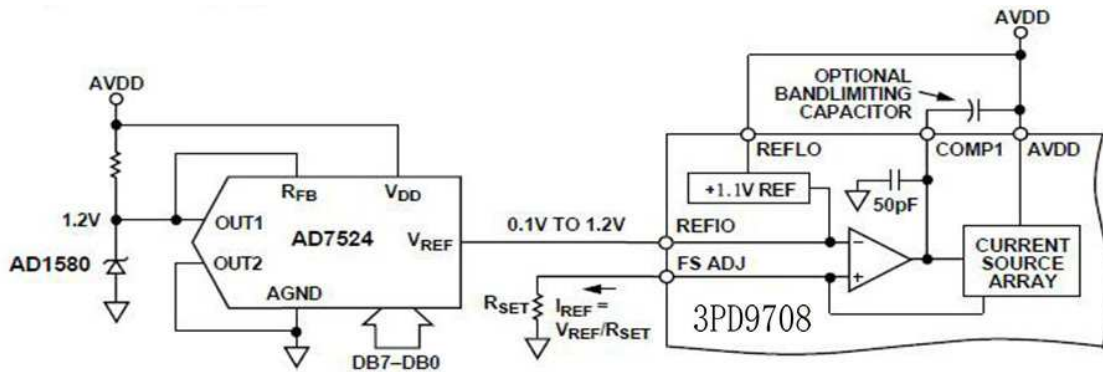 AVDD
OPTIONAL
BANDLIMITING
CAPACITOR
AVDD
REFLO
COMP1
AVDD
RFB
VDD
+1.1V REF
50pF
1.2V
OUT1
AD7524
VREF
0.1V TO 1.2V
REFIO
−
CURRENT
SOURCE
ARRAY
AD1580
OUT2
FS ADJ
+
AGND
RSET
IREF =
VREF/RSET
3PD9708
DB7–DB0